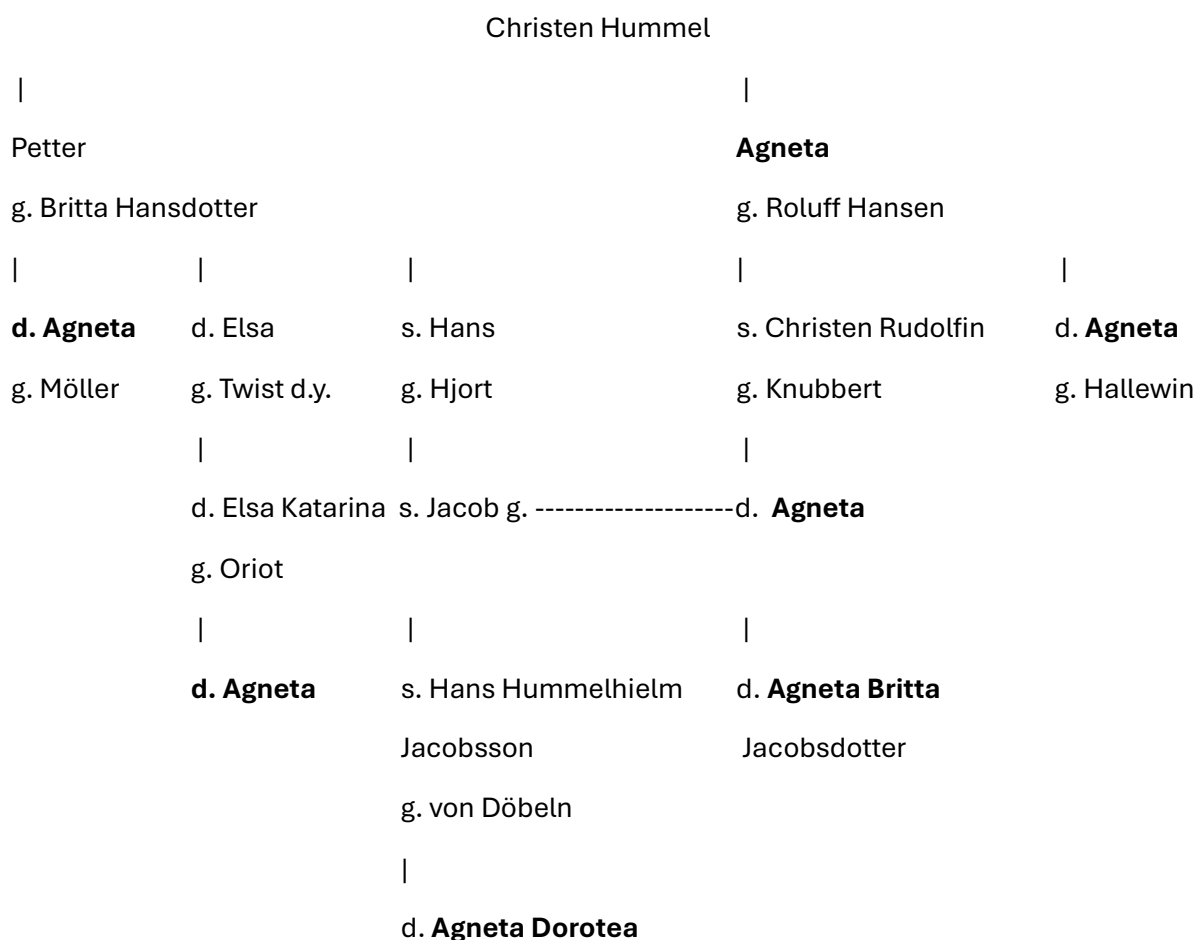 Christen Hummel
| |
Petter Agneta
g. Britta Hansdotter g. Roluff Hansen
| | | | |
d. Agneta d. Elsa s. Hans s. Christen Rudolfin d. Agneta
g. Möller g. Twist d.y. g. Hjort g. Knubbert g. Hallewin
| | |
d. Elsa Katarina s. Jacob g. --------------------d. Agneta
g. Oriot
| | |
d. Agneta s. Hans Hummelhielm d. Agneta Britta
Jacobsson Jacobsdotter
g. von Döbeln
|
d. Agneta Dorotea